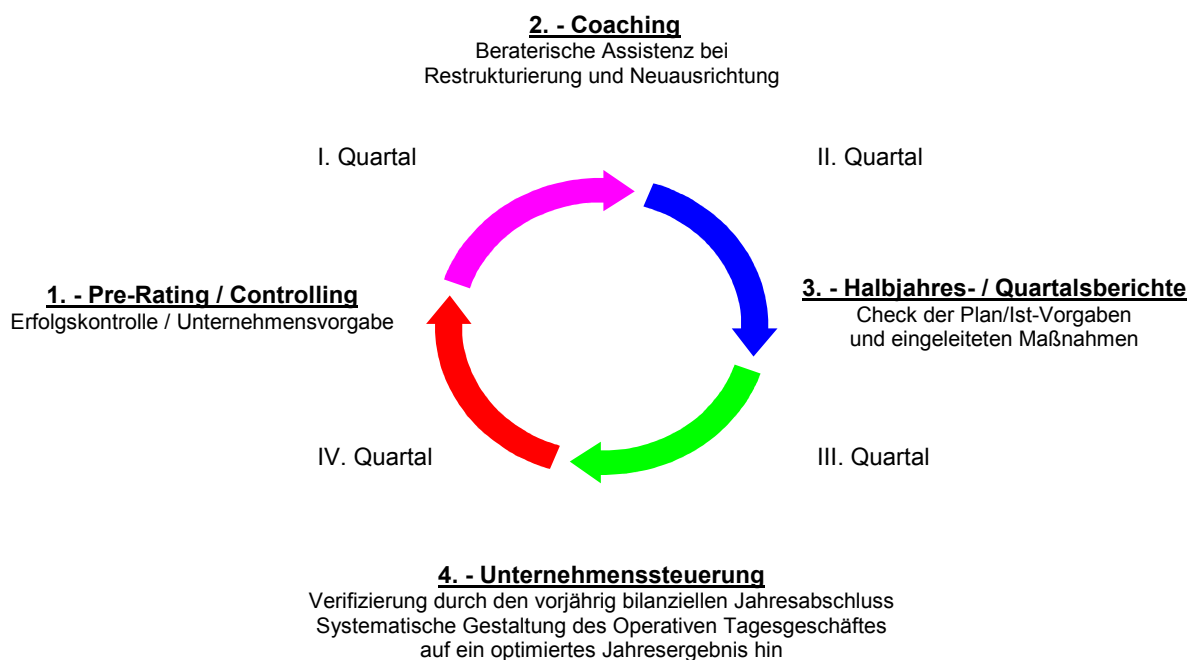 2. - Coaching
Beraterische Assistenz bei
Restrukturierung und Neuausrichtung
I. Quartal
II. Quartal
1. - Pre-Rating / Controlling
Erfolgskontrolle / Unternehmensvorgabe
3. - Halbjahres- / Quartalsberichte
Check der Plan/Ist-Vorgaben
und eingeleiteten Maßnahmen
IV. Quartal
III. Quartal
4. - Unternehmenssteuerung
Verifizierung durch den vorjährig bilanziellen Jahresabschluss
Systematische Gestaltung des Operativen Tagesgeschäftes
auf ein optimiertes Jahresergebnis hin